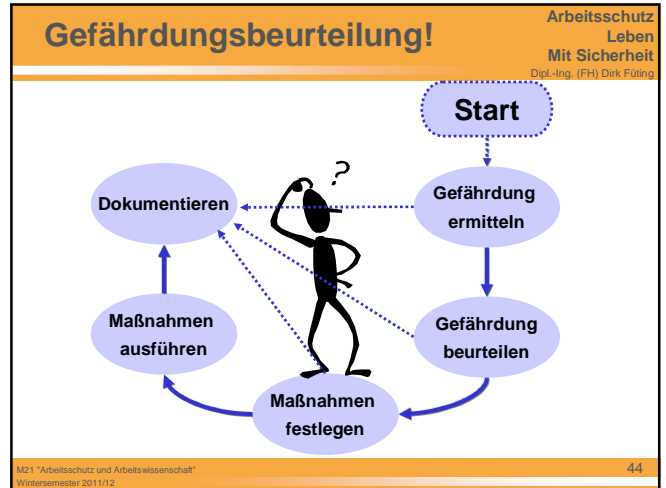 Gefährdungsbeurteilung!
Arbeitsschutz
Leben
Mit Sicherheit
Dipl.-Ing. (FH) Dirk Füting
Start
?
Dokumentieren
Gefährdung
ermitteln
Maßnahmen
ausführen
Gefährdung
beurteilen
Maßnahmen
festlegen
M21 "Arbeitsschutz und Arbeitswissenschaft"
Wintersemester 2011/12
44